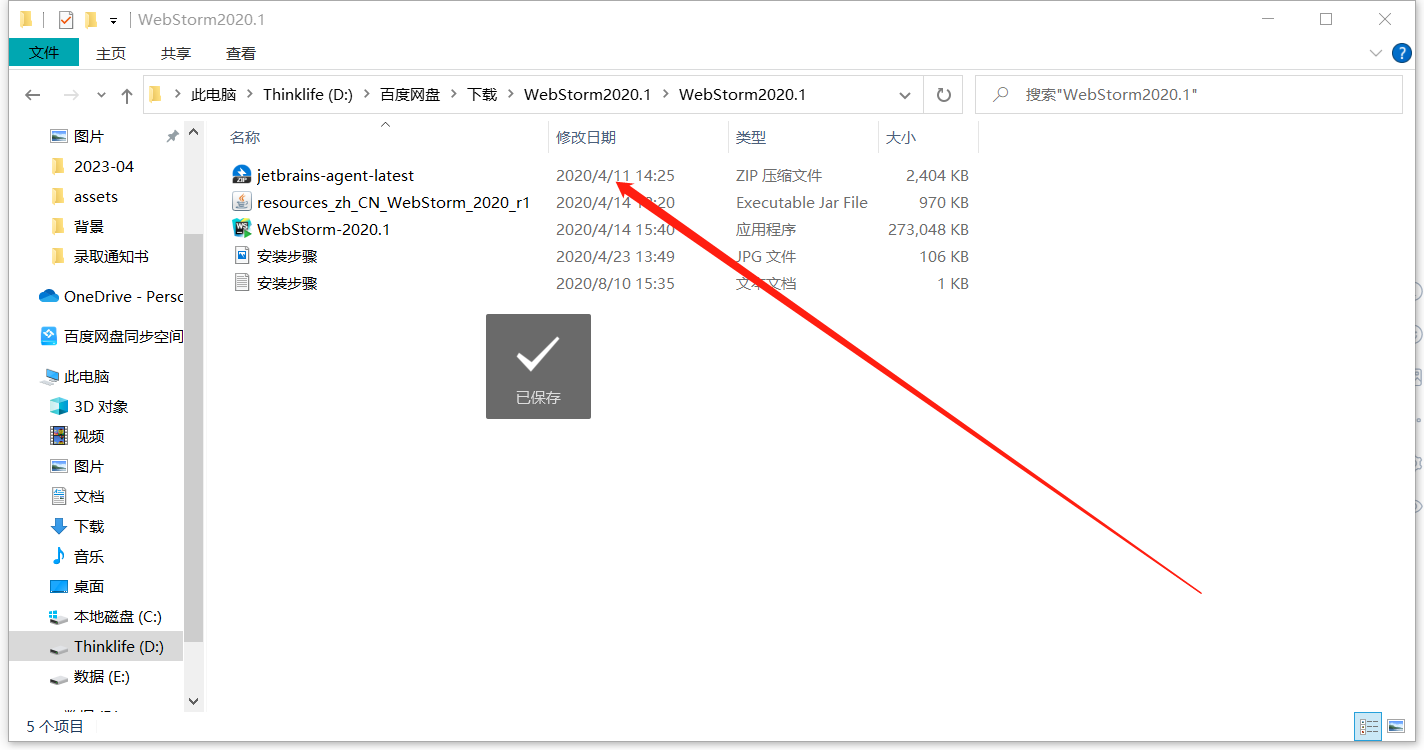 WebStorm2020.1
文件 主页 共享 查看
此电脑 Thinklife (D:) 百度网盘 下载 WebStorm2020.1 WebStorm2020.1
搜索"WebStorm2020.1"
图片
2023-04
assets
背景
录取通知书
OneDrive - Perso
百度网盘同步空间
此电脑
3D 对象
视频
图片
文档
下载
音乐
桌面
本地磁盘 (C:)
Thinklife (D:)
数据 (E:)
名称 修改日期 类型 大小
jetbrains-agent-latest 2020/4/11 14:25 ZIP 压缩文件 2,404 KB
resources_zh_CN_WebStorm_2020_r1 2020/4/14 :20 Executable Jar File 970 KB
WebStorm-2020.1 2020/4/14 15:40 应用程序 273,048 KB
安装步骤 2020/4/23 13:49 JPG 文件 106 KB
安装步骤 2020/8/10 15:35 文本文档 1 KB
已保存
5 个项目